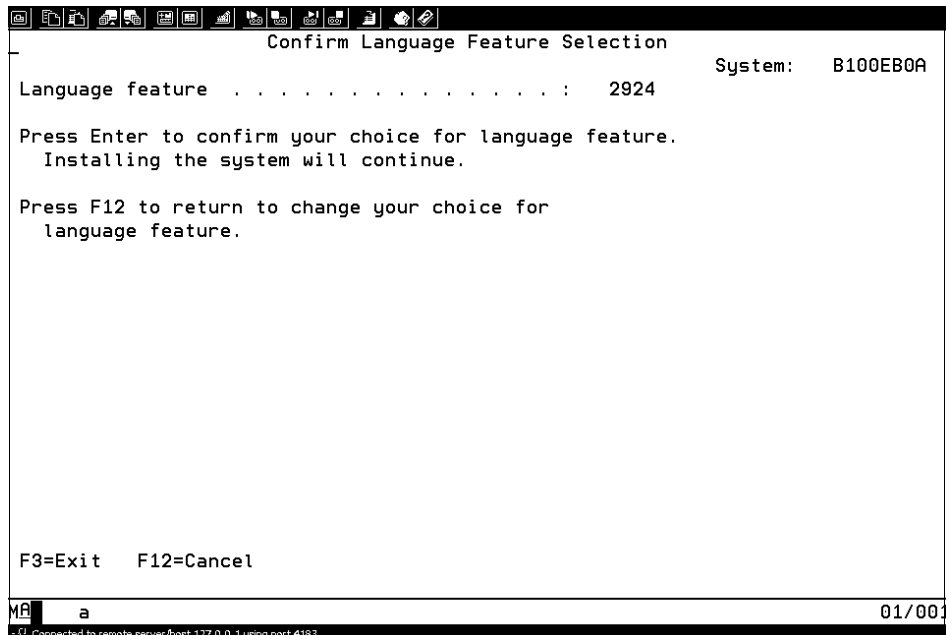 Confirm Language Feature Selection
System: B100EB0A
Language feature . . . . . . . . . . . . . . . : 2924
Press Enter to confirm your choice for language feature.
Installing the system will continue.
Press F12 to return to change your choice for
language feature.
F3=Exit F12=Cancel
MA a 01/001
Connected to remote server/host 127.0.0.1 using port 4183